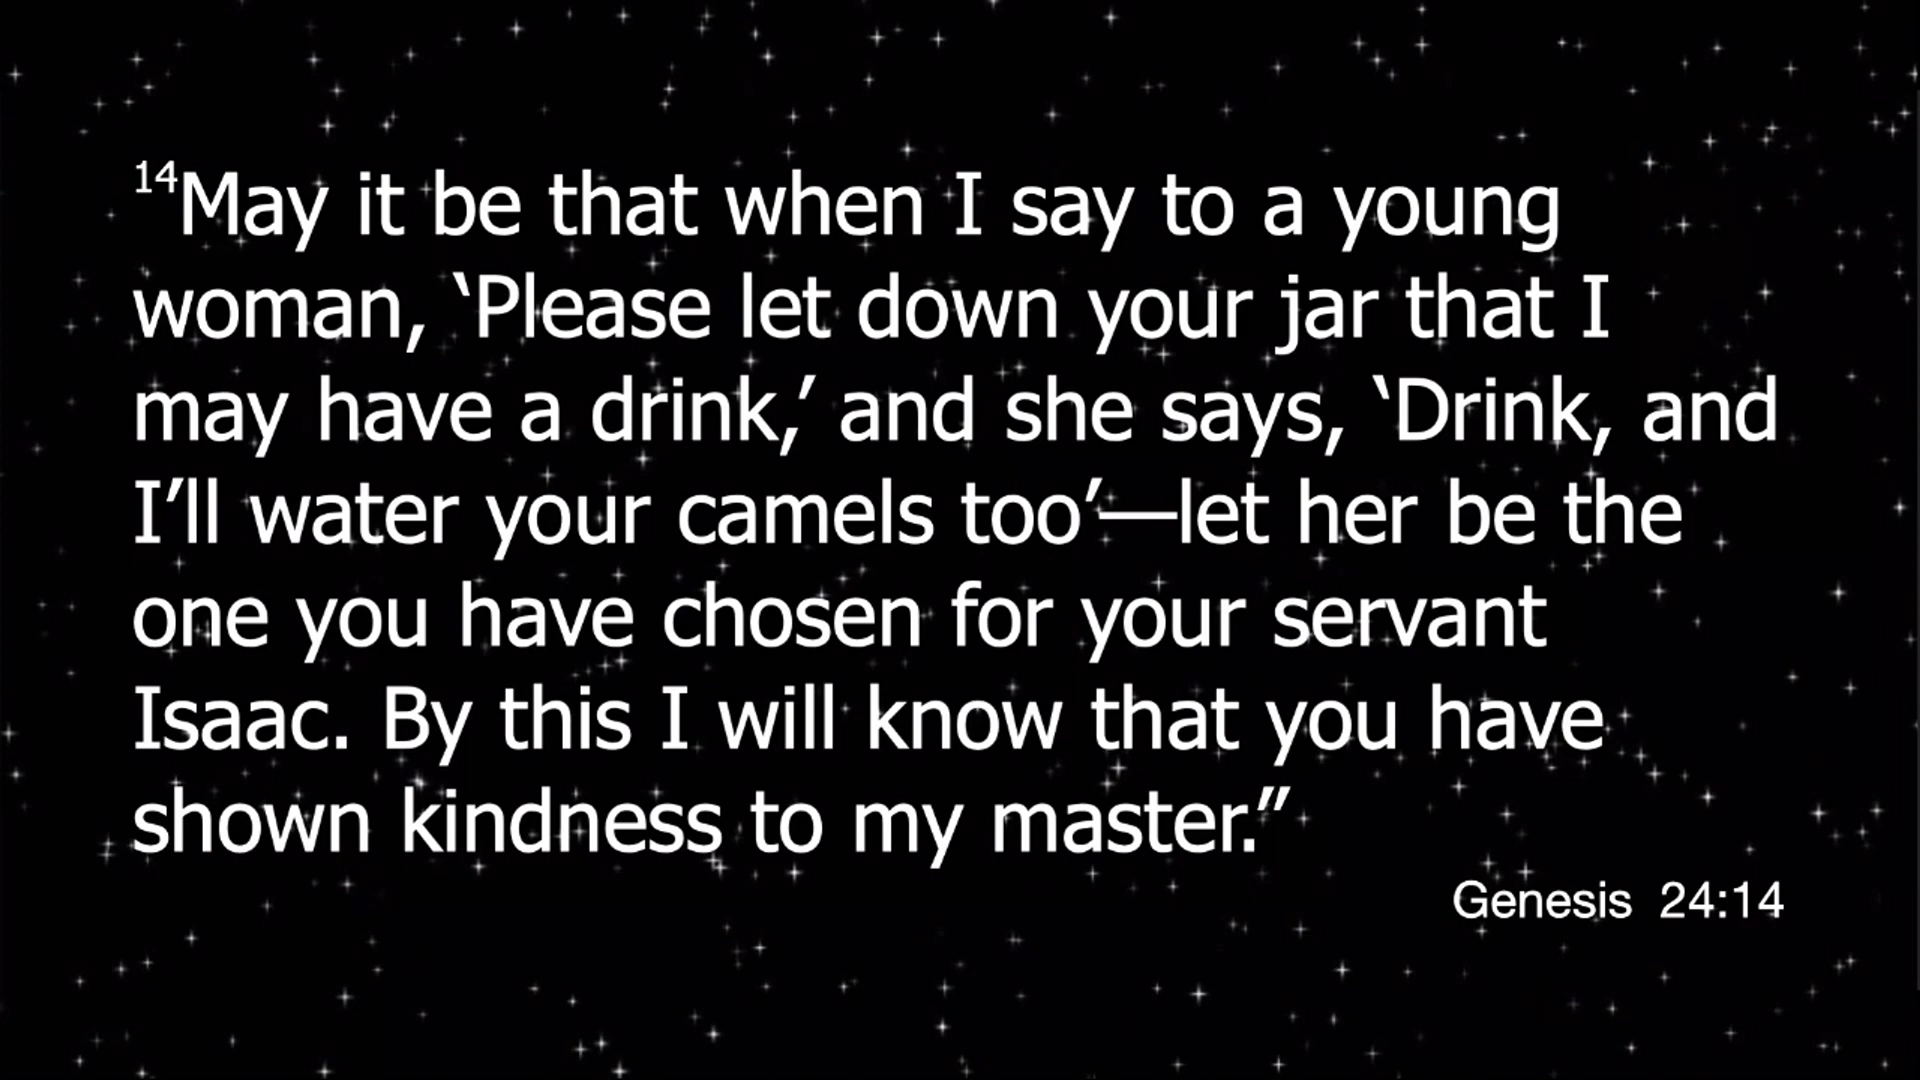 ¹⁴May it be that when I say to a young
woman, ‘Please let down your jar that I
may have a drink,’ and she says, ‘Drink, and
I’ll water your camels too’—let her be the
one you have chosen for your servant
Isaac. By this I will know that you have
shown kindness to my master.”
Genesis 24:14